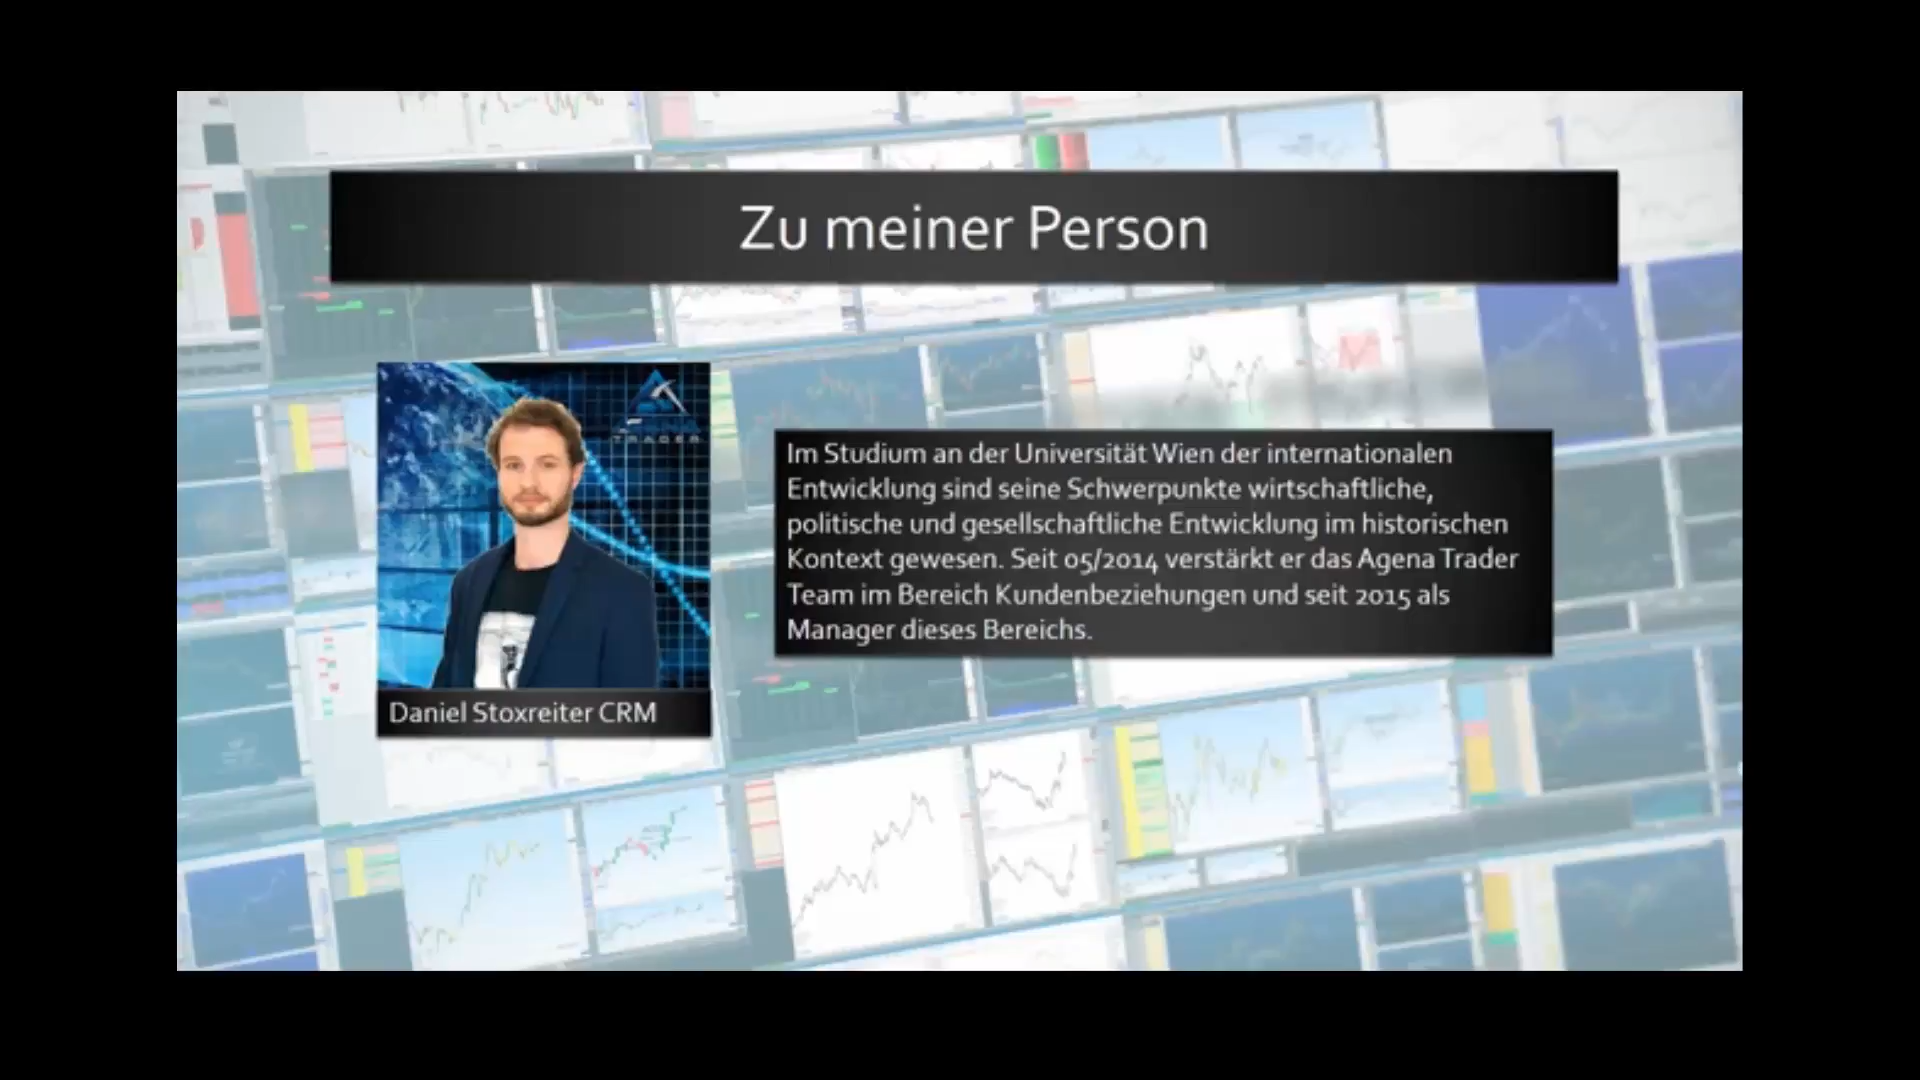 Zu meiner Person
TRADER
Im Studium an der Universität Wien der internationalen
Entwicklung sind seine Schwerpunkte wirtschaftliche,
politische und gesellschaftliche Entwicklung im historischen
Kontext gewesen. Seit 05/2014 verstärkt er das Agena Trader
Team im Bereich Kundenbeziehungen und seit 2015 als
Manager dieses Bereichs.
Daniel Stoxreiter CRM